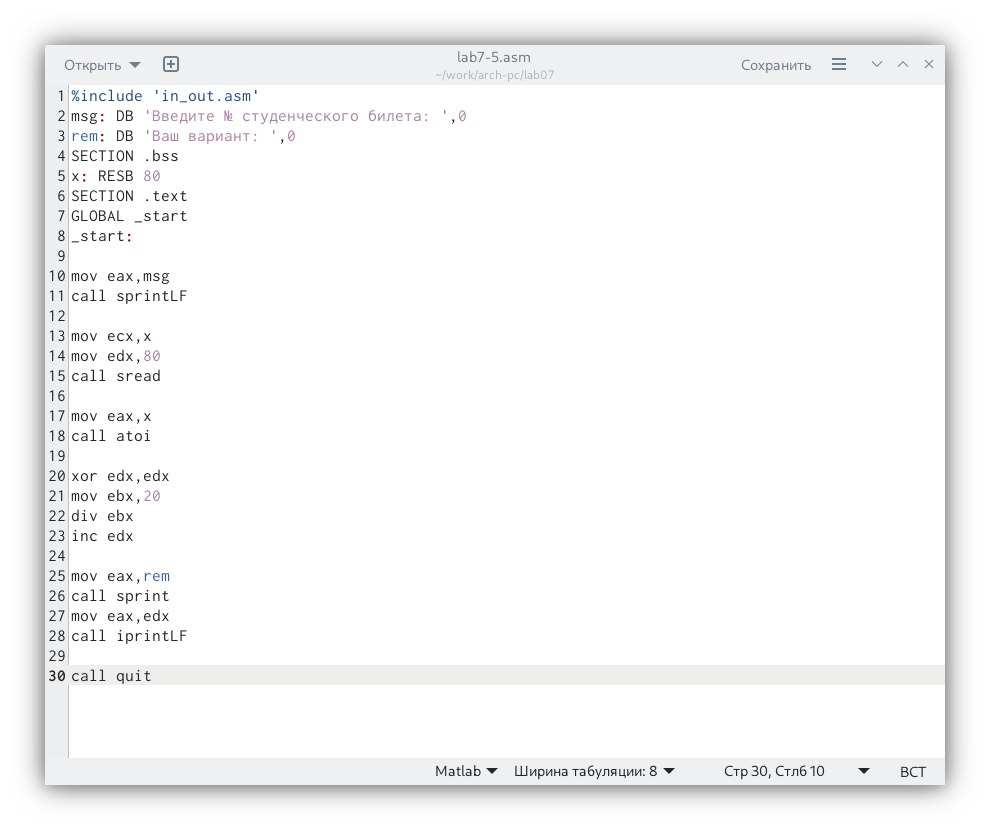 Открыть
lab7-5.asm
~/work/arch-pc/lab07
Сохранить
1 %include 'in_out.asm'
2 msg: DB 'Введите № студенческого билета: ',0
3 rem: DB 'Ваш вариант: ',0
4 SECTION .bss
5 x: RESB 80
6 SECTION .text
7 GLOBAL _start
8 _start:
9
10 mov eax,msg
11 call sprintLF
12
13 mov ecx,x
14 mov edx,80
15 call sread
16
17 mov eax,x
18 call atoi
19
20 xor edx,edx
21 mov ebx,20
22 div ebx
23 inc edx
24
25 mov eax,rem
26 call sprint
27 mov eax,edx
28 call iprintLF
29
30 call quit
Matlab Ширина табуляции: 8 Стр 30, Стлб 10 ВСТ